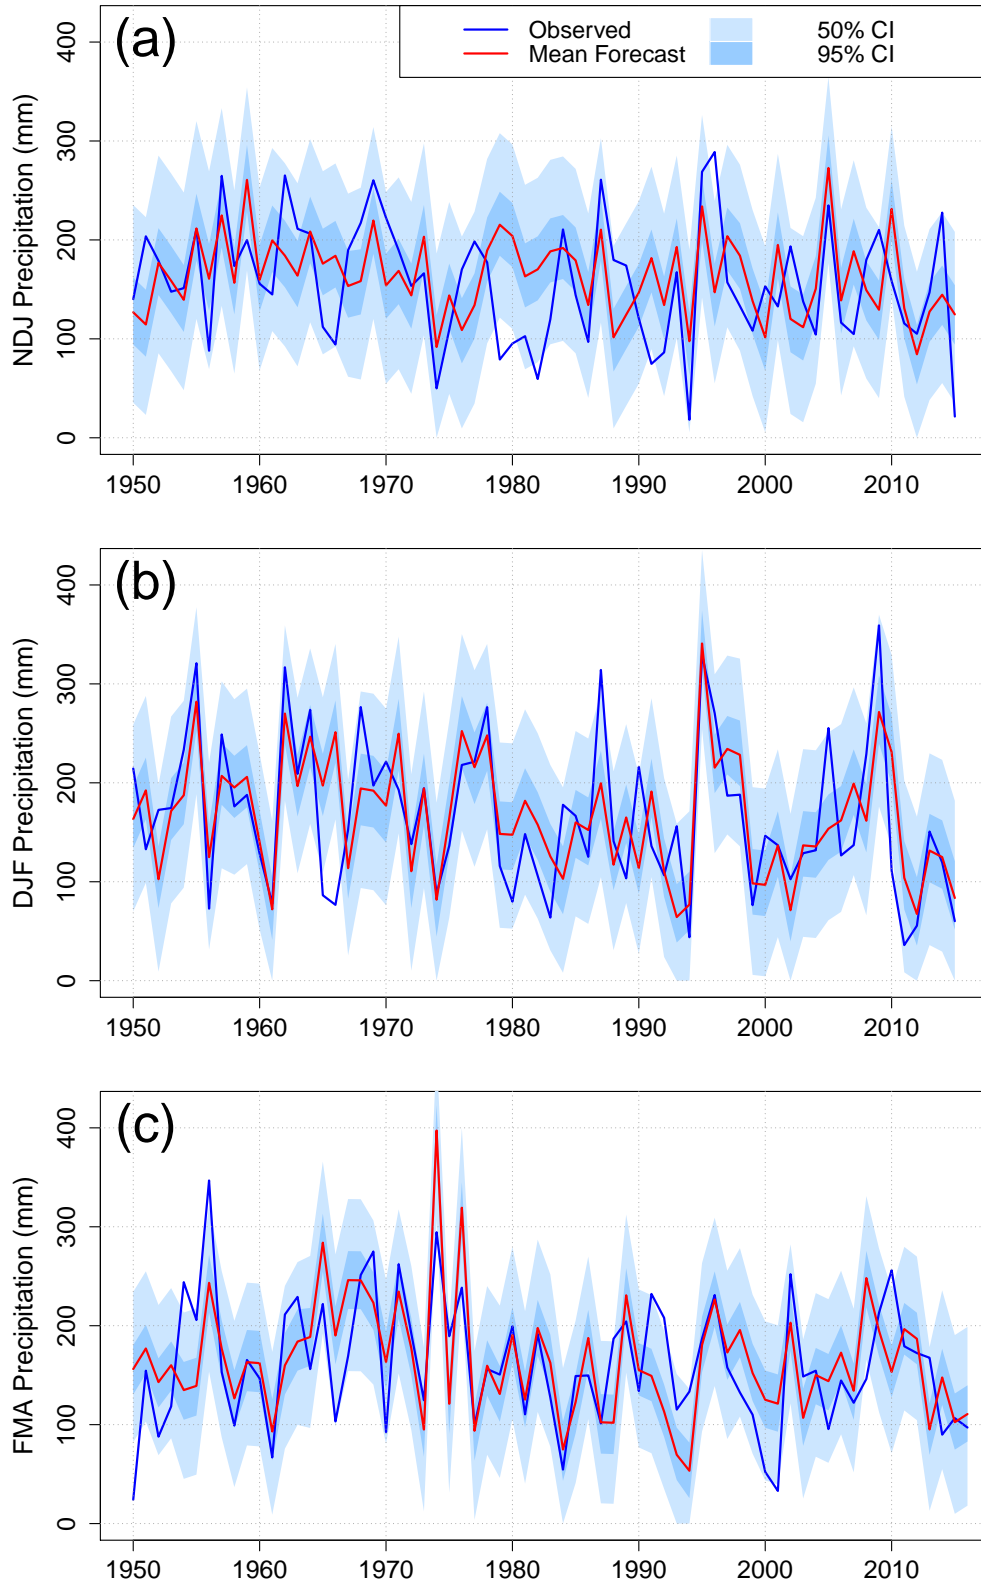 (a)
Observed 50% CI
Mean Forecast 95% CI
NDJ Precipitation (mm)
400
300
200
100
0
1950 1960 1970 1980 1990 2000 2010
(b)
DJF Precipitation (mm)
400
300
200
100
0
1950 1960 1970 1980 1990 2000 2010
(c)
FMA Precipitation (mm)
400
300
200
100
0
1950 1960 1970 1980 1990 2000 2010